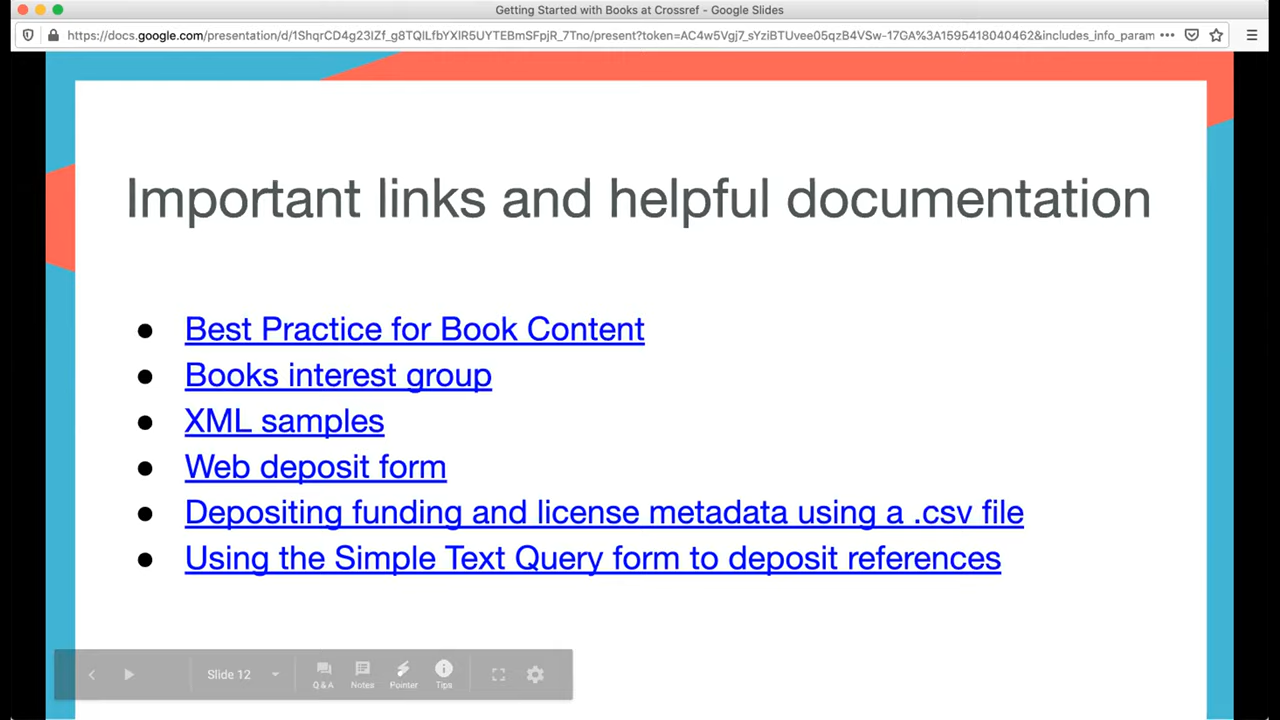 Getting Started with Books at Crossref - Google Slides
https://docs.google.com/presentation/d/1ShqrCD4g23IZf_g8TQILfbYXIR5UYTEBmSFpjR_7Tno/present?token=AC4w5Vgj7_sYziBTUvee05qzB4VSw-17GA%3A1595418040462&includes_info_param
Important links and helpful documentation
● Best Practice for Book Content
● Books interest group
● XML samples
● Web deposit form
● Depositing funding and license metadata using a .csv file
● Using the Simple Text Query form to deposit references
Slide 12 Q&A Notes Pointer Tips